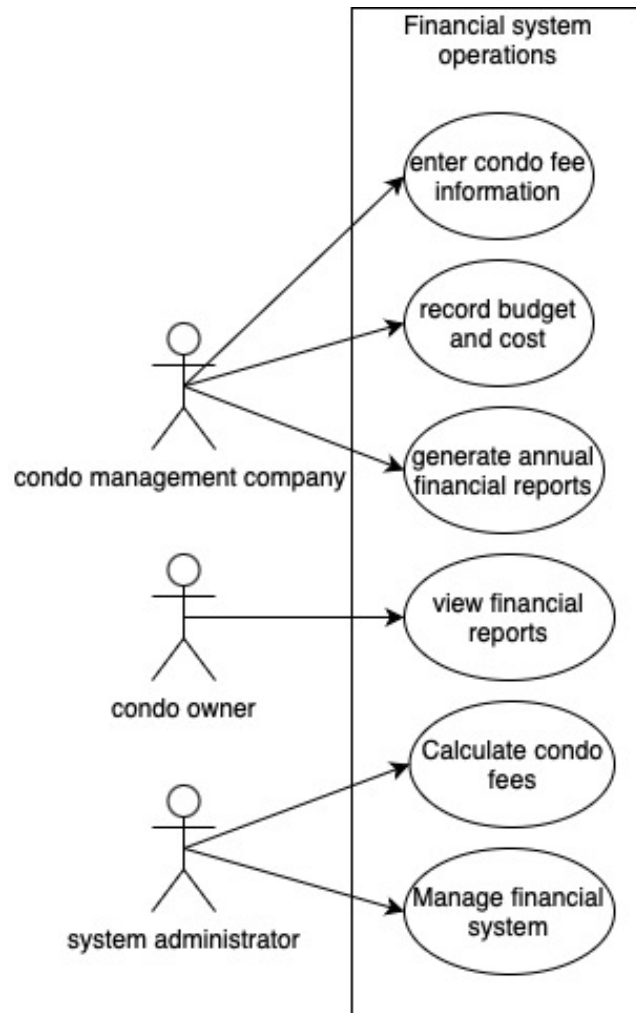 Financial system
operations
enter condo fee
information
record budget
and cost
generate annual
financial reports
condo management company
view financial
reports
condo owner
Calculate condo
fees
Manage financial
system
system administrator